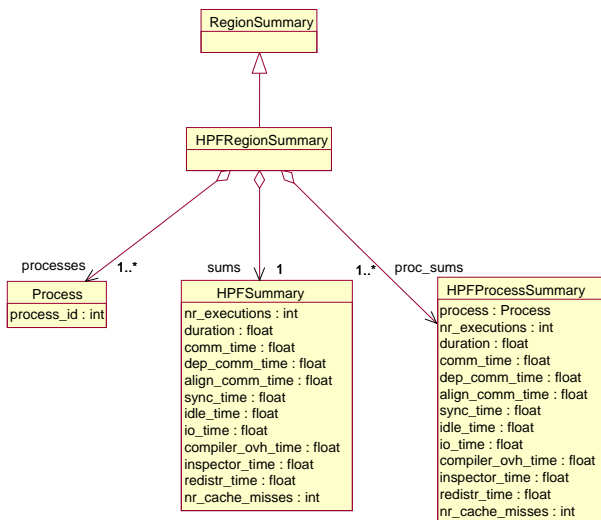 RegionSummary
HPFRegionSummary
processes
1..*
sums
1
1..*
proc_sums
Process
process_id : int
HPFSummary
nr_executions : int
duration : float
comm_time : float
dep_comm_time : float
align_comm_time : float
sync_time : float
idle_time : float
io_time : float
compiler_ovh_time : float
inspector_time : float
redistr_time : float
nr_cache_misses : int
HPFProcessSummary
process : Process
nr_executions : int
duration : float
comm_time : float
dep_comm_time : float
align_comm_time : float
sync_time : float
idle_time : float
io_time : float
compiler_ovh_time : float
inspector_time : float
redistr_time : float
nr_cache_misses : int